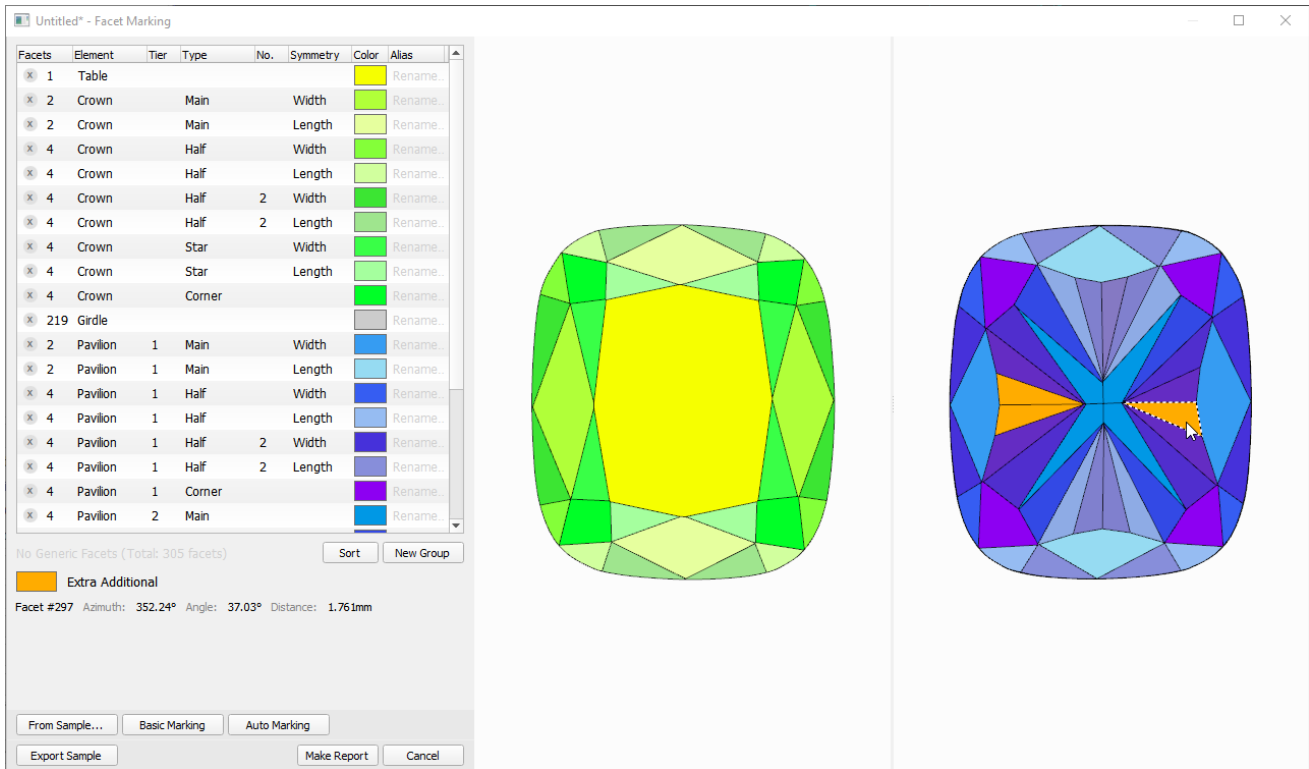 Untitled* - Facet Marking
Facets Element Tier Type No. Symmetry Color Alias
x 1 Table Rename..
x 2 Crown Main Width Rename..
x 2 Crown Main Length Rename..
x 4 Crown Half Width Rename..
x 4 Crown Half Length Rename..
x 4 Crown Half 2 Width Rename..
x 4 Crown Half 2 Length Rename..
x 4 Crown Star Width Rename..
x 4 Crown Star Length Rename..
x 4 Crown Corner Rename..
x 219 Girdle Rename..
x 2 Pavilion 1 Main Width Rename..
x 2 Pavilion 1 Main Length Rename..
x 4 Pavilion 1 Half Width Rename..
x 4 Pavilion 1 Half Length Rename..
x 4 Pavilion 1 Half 2 Width Rename..
x 4 Pavilion 1 Half 2 Length Rename..
x 4 Pavilion 1 Corner Rename..
x 4 Pavilion 2 Main Rename..
No Generic Facets (Total: 305 facets) Sort New Group
Extra Additional
Facet #297 Azimuth: 352.24° Angle: 37.03° Distance: 1.761mm
From Sample... Basic Marking Auto Marking
Export Sample Make Report Cancel